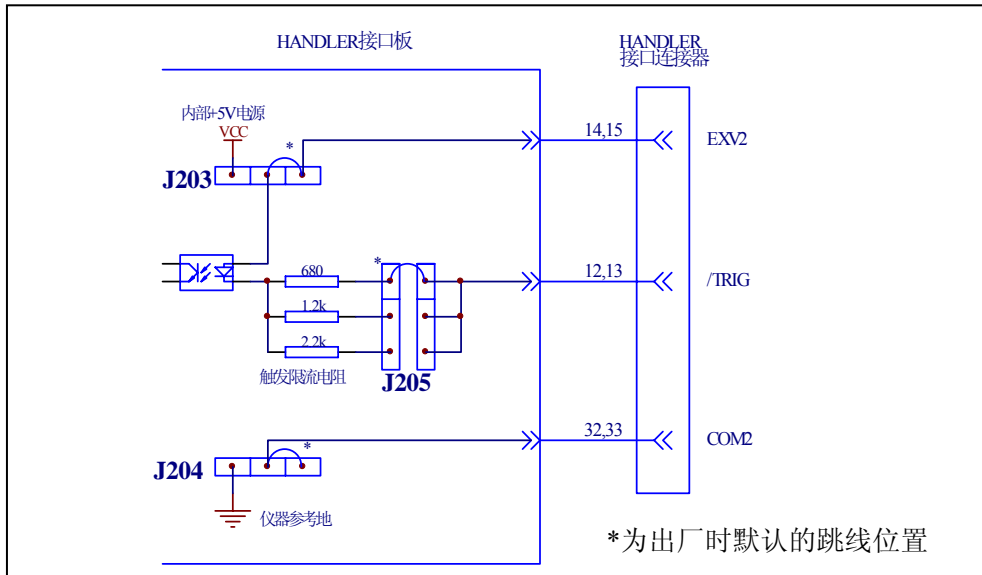 HANDLER接口板
HANDLER
接口连接器
内部+5V电源
VCC
*
J203
14,15
EXV2
680
1.2k
2.2k
*
J205
触发限流电阻
12,13
/TRIG
J204
*
仪器参考地
32,33
COM2
*为出厂时默认的跳线位置